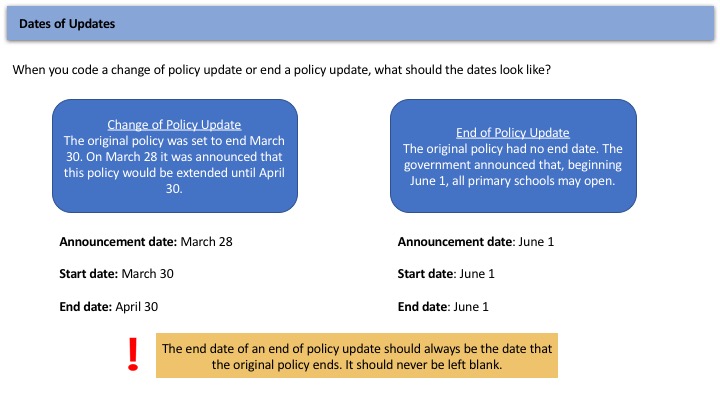 Dates of Updates
When you code a change of policy update or end a policy update, what should the dates look like?
Change of Policy Update
The original policy was set to end March
30. On March 28 it was announced that
this policy would be extended until April
30.
End of Policy Update
The original policy had no end date. The
government announced that, beginning
June 1, all primary schools may open.
Announcement date: March 28
Start date: March 30
End date: April 30
Announcement date: June 1
Start date: June 1
End date: June 1
!
The end date of an end of policy update should always be the date that
the original policy ends. It should never be left blank.